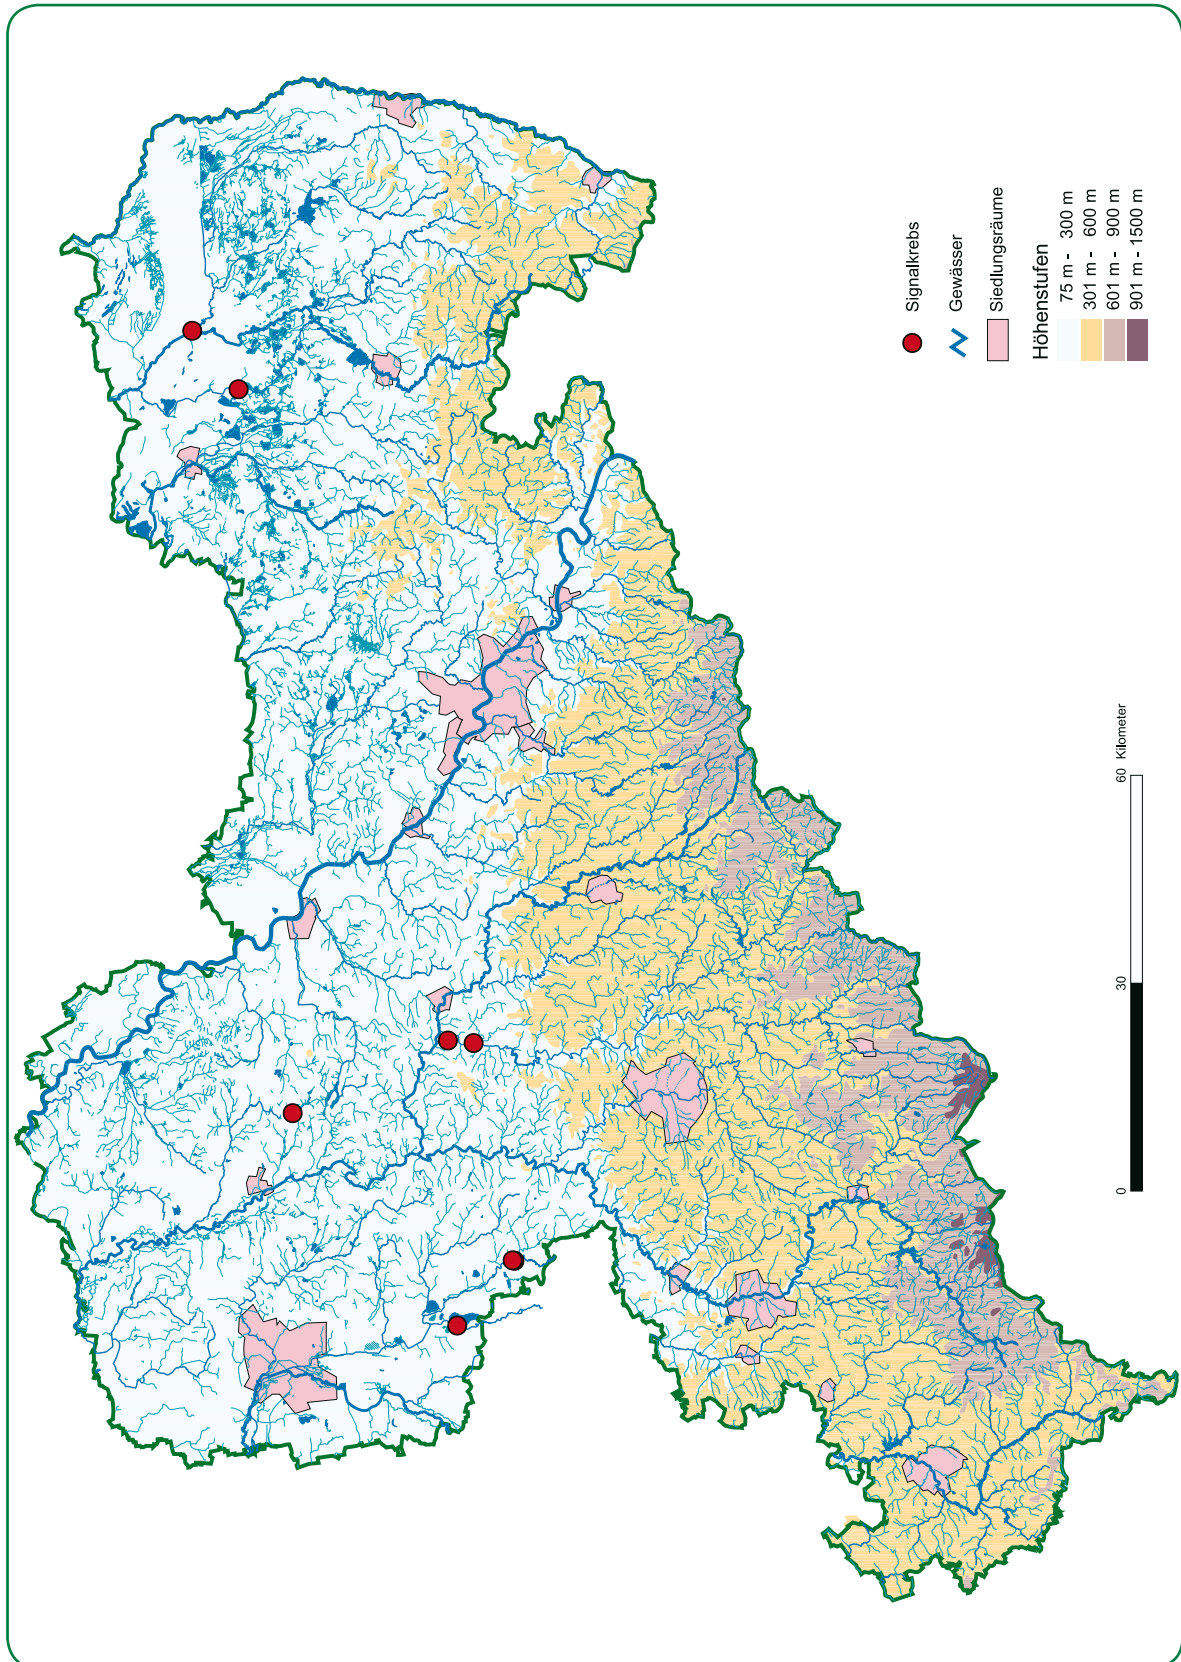 Signalkrebs
Gewässer
Siedlungsräume
Höhenstufen
75 m - 300 m
301 m - 600 m
601 m - 900 m
901 m - 1500 m
0 30 60 Kilometer